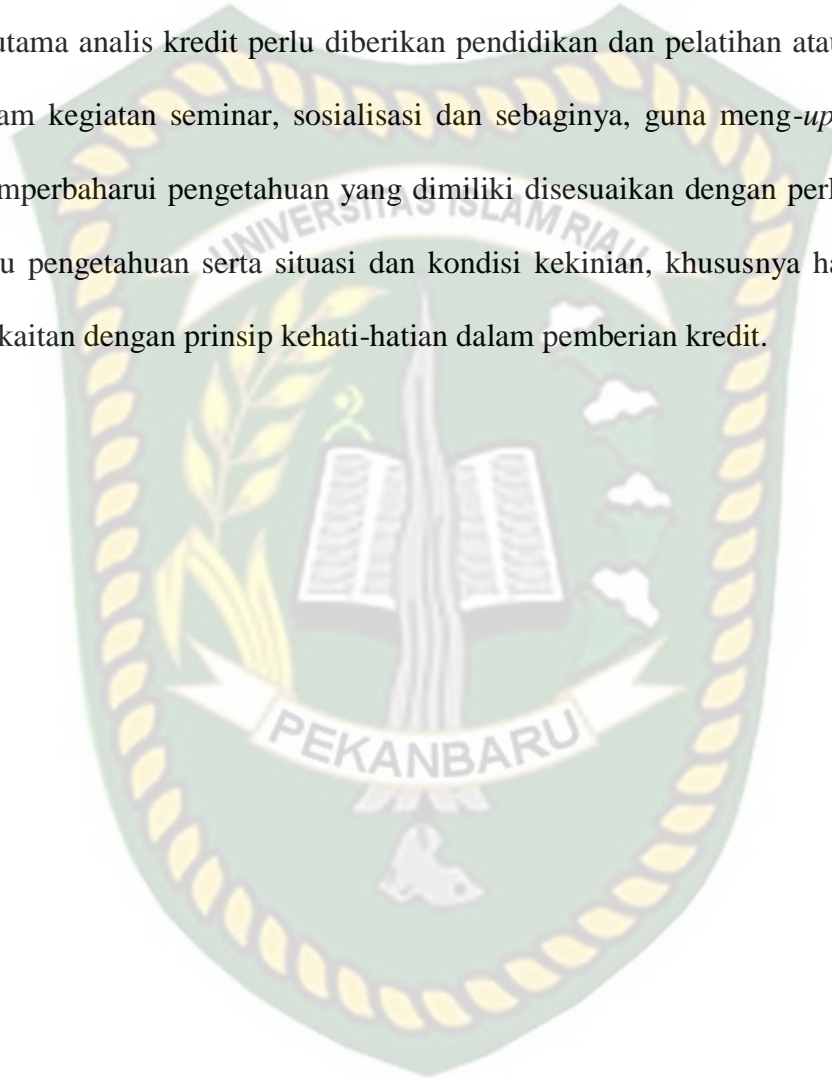 utama analis kredit perlu diberikan pendidikan dan pelatihan atau
am kegiatan seminar, sosialisasi dan sebaginya, guna meng-up
mperbaharui pengetahuan yang dimiliki disesuaikan dengan perl
u pengetahuan serta situasi dan kondisi kekinian, khususnya ha
kaitan dengan prinsip kehati-hatian dalam pemberian kredit.
UNIVERSITAS ISLAM RIAU
PEKANBARU